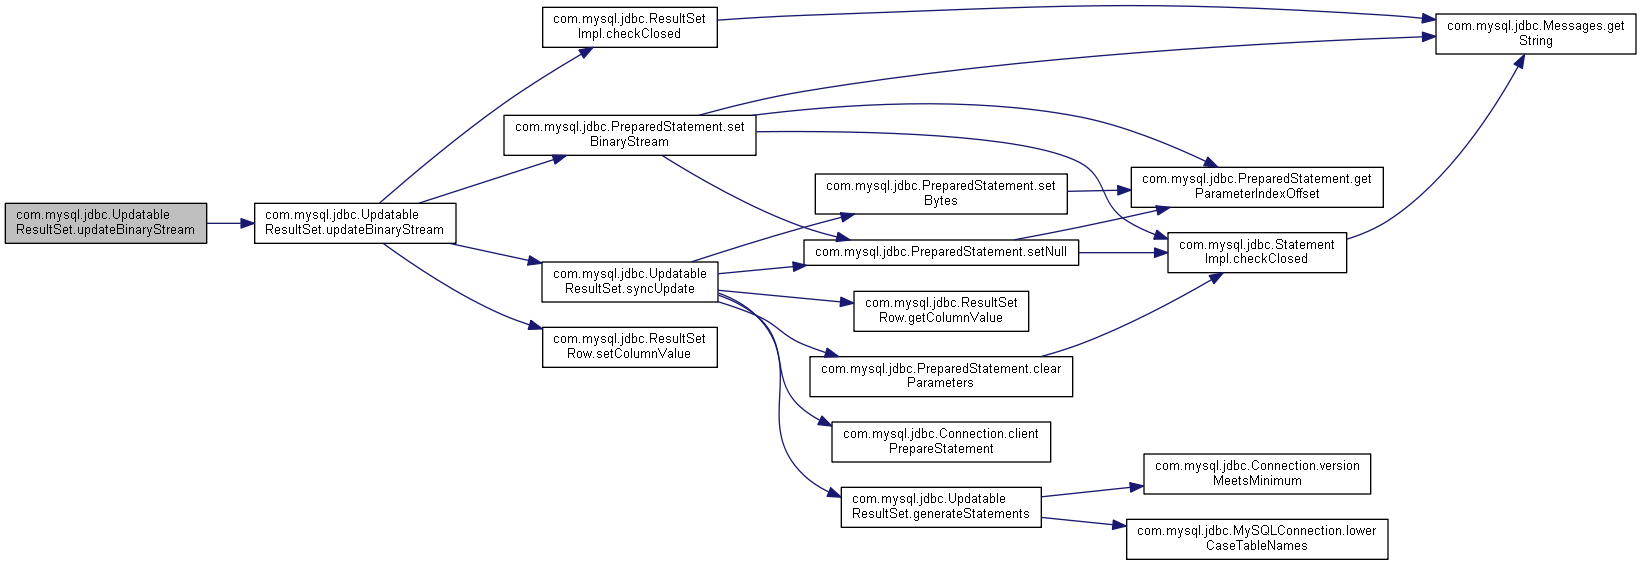 com.mysql.jdbc.Updatable
ResultSet.updateBinaryStream
com.mysql.jdbc.Updatable
ResultSet.updateBinaryStream
com.mysql.jdbc.ResultSet
Impl.checkClosed
com.mysql.jdbc.PreparedStatement.set
BinaryStream
com.mysql.jdbc.Updatable
ResultSet.syncUpdate
com.mysql.jdbc.ResultSet
Row.setColumnValue
com.mysql.jdbc.PreparedStatement.set
Bytes
com.mysql.jdbc.PreparedStatement.setNull
com.mysql.jdbc.ResultSet
Row.getColumnValue
com.mysql.jdbc.PreparedStatement.clear
Parameters
com.mysql.jdbc.Connection.client
PrepareStatement
com.mysql.jdbc.Updatable
ResultSet.generateStatements
com.mysql.jdbc.Messages.get
String
com.mysql.jdbc.PreparedStatement.get
ParameterIndexOffset
com.mysql.jdbc.Statement
Impl.checkClosed
com.mysql.jdbc.Connection.version
MeetsMinimum
com.mysql.jdbc.MySQLConnection.lower
CaseTableNames